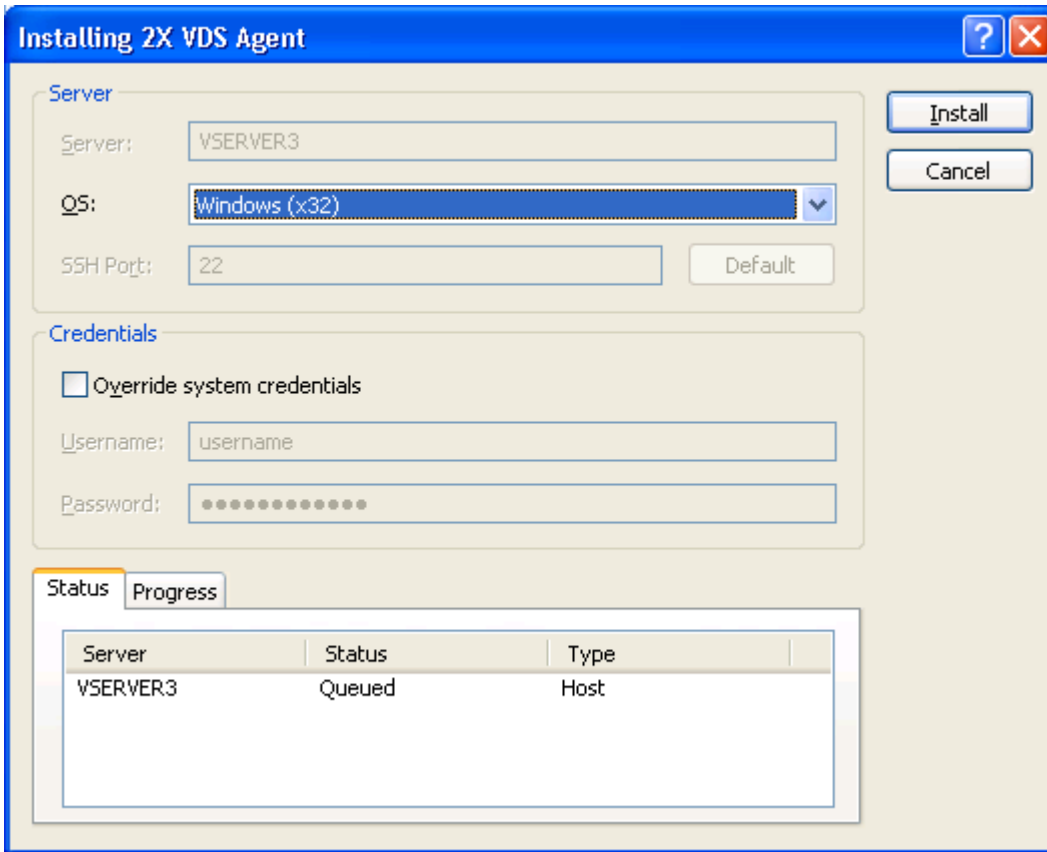 Installing 2X VDS Agent
Server
Server: VSERVER3
OS: Windows (x32)
SSH Port: 22 Default
Install
Cancel
Credentials
Override system credentials
Username: username
Password: ●●●●●●●●●●●●
Status Progress
Server Status Type
VSERVER3 Queued Host